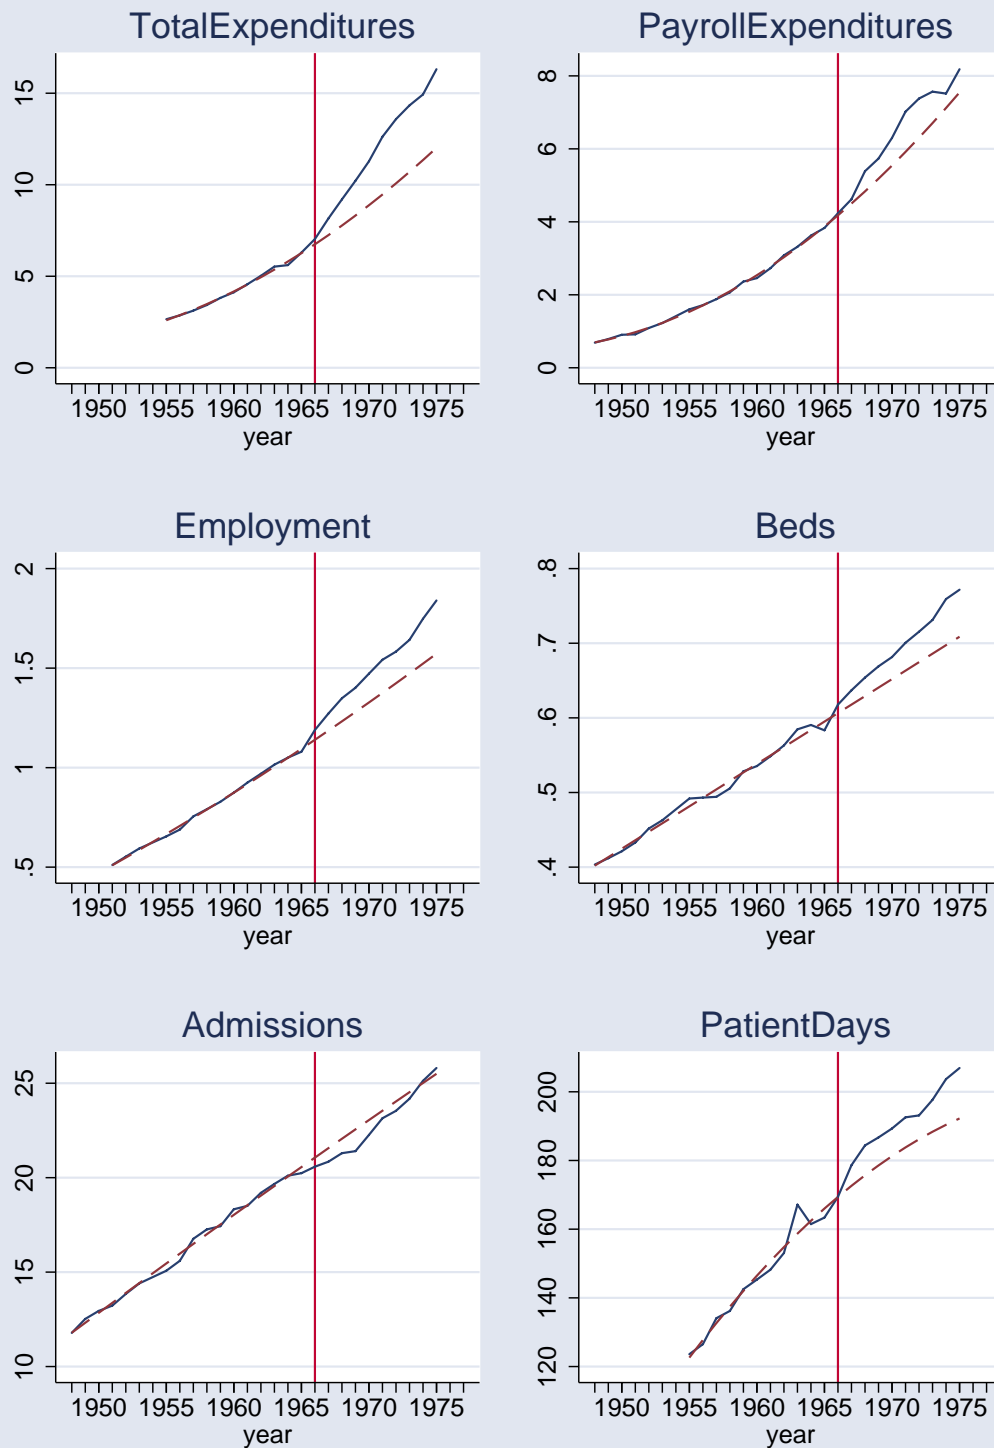 TotalExpenditures
15
10
5
0
1950 1955 1960 1965 1970 1975
year
PayrollExpenditures
8
6
4
2
0
1950 1955 1960 1965 1970 1975
year
Employment
2
1.5
1
.5
1950 1955 1960 1965 1970 1975
year
Beds
.8
.7
.6
.5
.4
1950 1955 1960 1965 1970 1975
year
Admissions
25
20
15
10
1950 1955 1960 1965 1970 1975
year
PatientDays
200
180
160
140
120
1950 1955 1960 1965 1970 1975
year